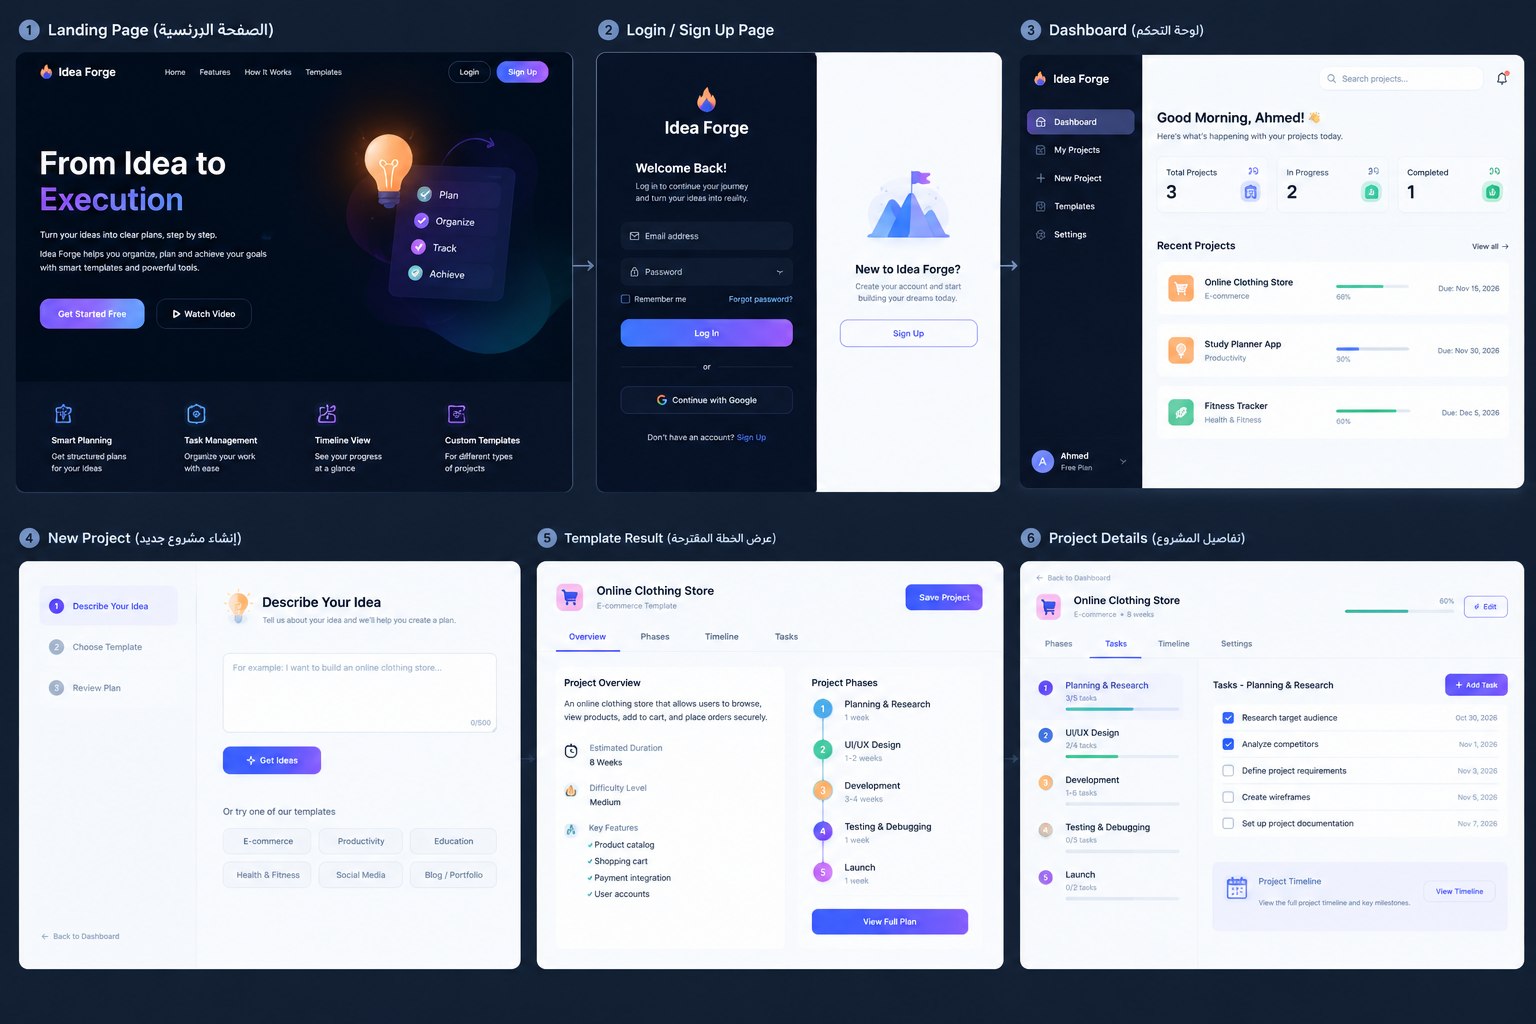 1 Landing Page (الصفحة الرئيسية)
Idea Forge
Home Features How It Works Templates
Login Sign Up
From Idea to
Execution
Turn your ideas into clear plans, step by step.
Idea Forge helps you organize, plan and achieve your goals
with smart templates and powerful tools.
Get Started Free Watch Video
Plan
Organize
Track
Achieve
Smart Planning
Get structured plans
for your ideas
Task Management
Organize your work
with ease
Timeline View
See your progress
at a glance
Custom Templates
For different types
of projects
2 Login / Sign Up Page
Idea Forge
Welcome Back!
Log in to continue your journey
and turn your ideas into reality.
Email address
Password
Remember me Forgot password?
Log In
or
Continue with Google
Don't have an account? Sign Up
New to Idea Forge?
Create your account and start
building your dreams today.
Sign Up
3 Dashboard (لوحة التحكم)
Idea Forge
Dashboard
My Projects
New Project
Templates
Settings
A Ahmed
Free Plan
Search projects...
Good Morning, Ahmed! 👋
Here's what's happening with your projects today.
Total Projects
3
In Progress
2
Completed
1
Recent Projects View all →
Online Clothing Store
E-commerce
66%
Due: Nov 15, 2026
Study Planner App
Productivity
30%
Due: Nov 30, 2026
Fitness Tracker
Health & Fitness
60%
Due: Dec 5, 2026
4 New Project (إنشاء مشروع جديد)
1 Describe Your Idea
2 Choose Template
3 Review Plan
← Back to Dashboard
Describe Your Idea
Tell us about your idea and we'll help you create a plan.
For example: I want to build an online clothing store...
0/500
Get Ideas
Or try one of our templates
E-commerce Productivity Education
Health & Fitness Social Media Blog / Portfolio
5 Template Result (عرض الخطة المقترحة)
Online Clothing Store
E-commerce Template
Save Project
Overview Phases Timeline Tasks
Project Overview
An online clothing store that allows users to browse,
view products, add to cart, and place orders securely.
Estimated Duration
8 Weeks
Difficulty Level
Medium
Key Features
✓ Product catalog
✓ Shopping cart
✓ Payment integration
✓ User accounts
Project Phases
1 Planning & Research
1 week
2 UI/UX Design
1-2 weeks
3 Development
3-4 weeks
4 Testing & Debugging
1 week
5 Launch
1 week
View Full Plan
6 Project Details (تفاصيل المشروع)
← Back to Dashboard
Online Clothing Store
E-commerce • 8 weeks
60%
Edit
Phases Tasks Timeline Settings
1 Planning & Research
3/5 tasks
2 UI/UX Design
2/4 tasks
3 Development
1-6 tasks
4 Testing & Debugging
0/5 tasks
5 Launch
0/2 tasks
Tasks - Planning & Research
+ Add Task
Research target audience Oct 30, 2026
Analyze competitors Nov 1, 2026
Define project requirements Nov 3, 2026
Create wireframes Nov 5, 2026
Set up project documentation Nov 7, 2026
Project Timeline
View the full project timeline and key milestones.
View Timeline